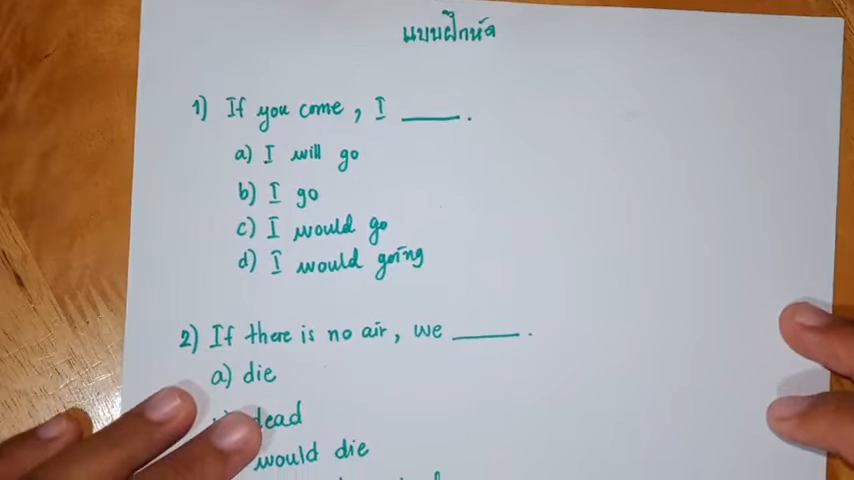 แบบฝึกหัด
1) If you come, I ____.
a) I will go
b) I go
c) I would go
d) I would going
2) If there is no air, we ____.
a) die
dead
would die